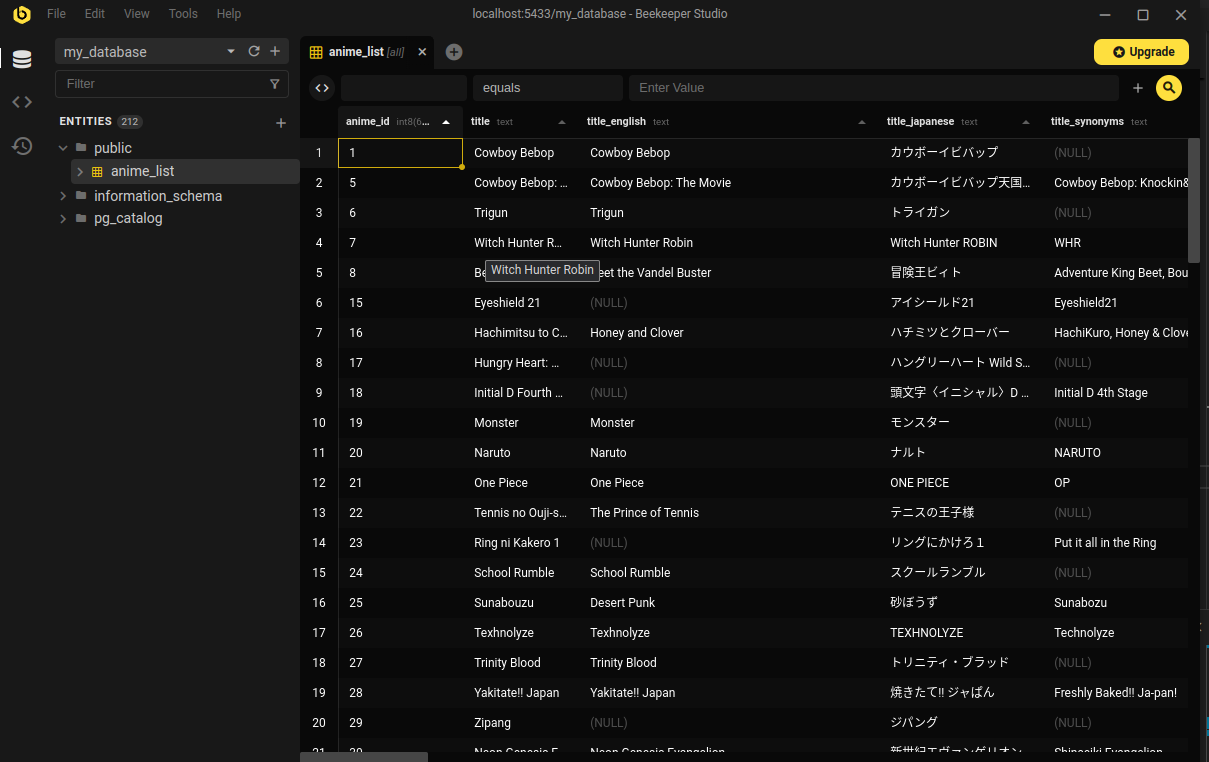 File Edit View Tools Help localhost:5433/my_database - Beekeeper Studio
my_database
anime_list [all]
Upgrade
Filter
equals Enter Value
ENTITIES 212
public
anime_list
information_schema
pg_catalog
anime_id int8(6... title text title_english text title_japanese text title_synonyms text
1 1 Cowboy Bebop Cowboy Bebop カウボーイビバップ (NULL)
2 5 Cowboy Bebop: ... Cowboy Bebop: The Movie カウボーイビバップ天国... Cowboy Bebop: Knockin&
3 6 Trigun Trigun トライガン (NULL)
4 7 Witch Hunter R... Witch Hunter Robin Witch Hunter ROBIN WHR
Witch Hunter Robin
5 8 Be eet the Vandel Buster 冒険王ビィト Adventure King Beet, Bou
6 15 Eyeshield 21 (NULL) アイシールド21 Eyeshield21
7 16 Hachimitsu to C... Honey and Clover ハチミツとクローバー HachiKuro, Honey & Clove
8 17 Hungry Heart: ... (NULL) ハングリーハート Wild S... (NULL)
9 18 Initial D Fourth ... (NULL) 頭文字〈イニシャル〉D ... Initial D 4th Stage
10 19 Monster Monster モンスター (NULL)
11 20 Naruto Naruto ナルト NARUTO
12 21 One Piece One Piece ONE PIECE OP
13 22 Tennis no Ouji-s... The Prince of Tennis テニスの王子様 (NULL)
14 23 Ring ni Kakero 1 (NULL) リングにかけろ１ Put it all in the Ring
15 24 School Rumble School Rumble スクールランブル (NULL)
16 25 Sunabouzu Desert Punk 砂ぼうず Sunabozu
17 26 Texhnolyze Texhnolyze TEXHNOLYZE Technolyze
18 27 Trinity Blood Trinity Blood トリニティ・ブラッド (NULL)
19 28 Yakitate!! Japan Yakitate!! Japan 焼きたて!! ジャぱん Freshly Baked!! Ja-pan!
20 29 Zipang (NULL) ジパング (NULL)
21 30 Neon Genesis E... Neon Genesis Evangelion 新世紀エヴァンゲリオン Shinseiki Evangelion